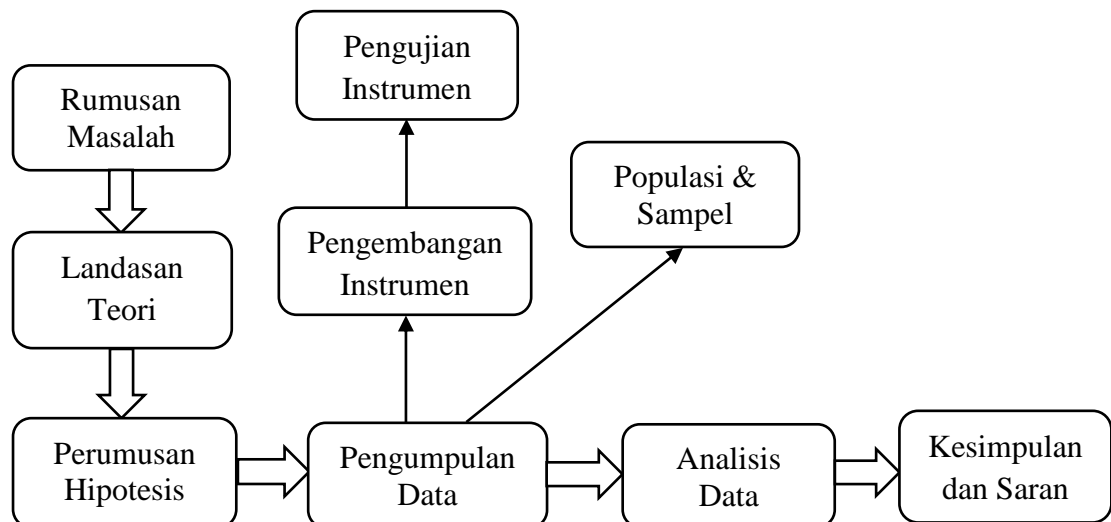 Pengujian
Instrumen
Rumusan
Masalah
Populasi &
Sampel
Pengembangan
Instrumen
Landasan
Teori
Perumusan
Hipotesis
Pengumpulan
Data
Analisis
Data
Kesimpulan
dan Saran